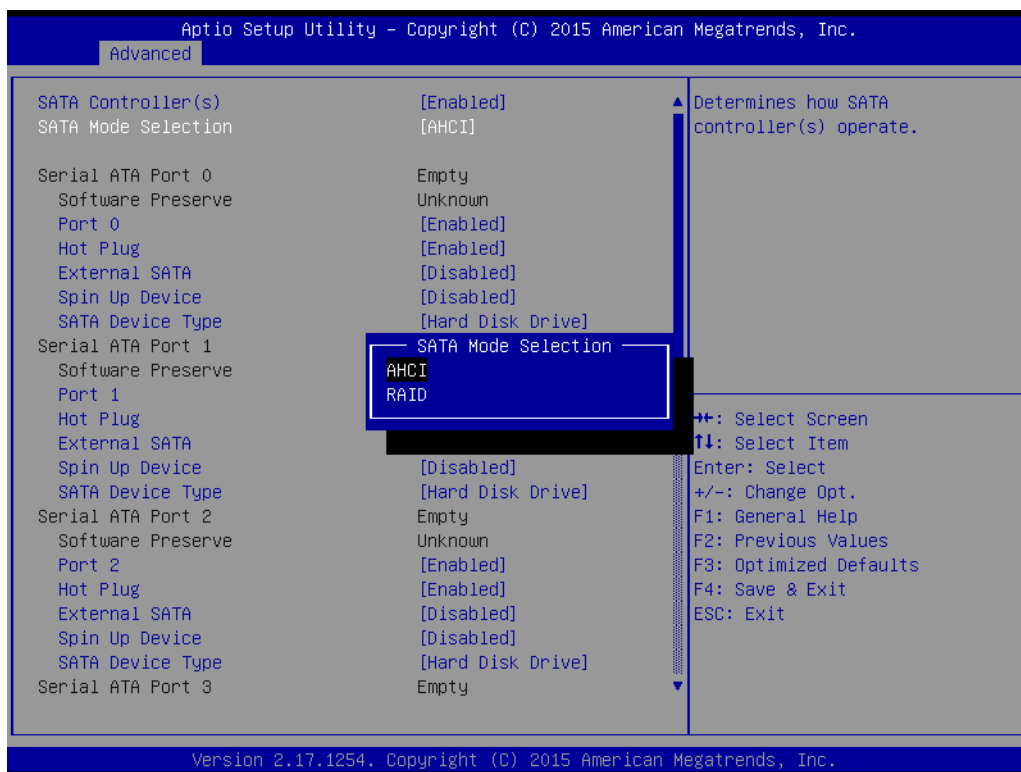 Aptio Setup Utility – Copyright (C) 2015 American Megatrends, Inc.
Advanced
SATA Controller(s) [Enabled]
SATA Mode Selection [AHCI]
Serial ATA Port 0 Empty
Software Preserve Unknown
Port 0 [Enabled]
Hot Plug [Enabled]
External SATA [Disabled]
Spin Up Device [Disabled]
SATA Device Type [Hard Disk Drive]
Serial ATA Port 1
Software Preserve
Port 1
Hot Plug
External SATA
Spin Up Device [Disabled]
SATA Device Type [Hard Disk Drive]
Serial ATA Port 2 Empty
Software Preserve Unknown
Port 2 [Enabled]
Hot Plug [Enabled]
External SATA [Disabled]
Spin Up Device [Disabled]
SATA Device Type [Hard Disk Drive]
Serial ATA Port 3 Empty
SATA Mode Selection
AHCI
RAID
Determines how SATA
controller(s) operate.
→←: Select Screen
↑↓: Select Item
Enter: Select
+/-: Change Opt.
F1: General Help
F2: Previous Values
F3: Optimized Defaults
F4: Save & Exit
ESC: Exit
Version 2.17.1254. Copyright (C) 2015 American Megatrends, Inc.